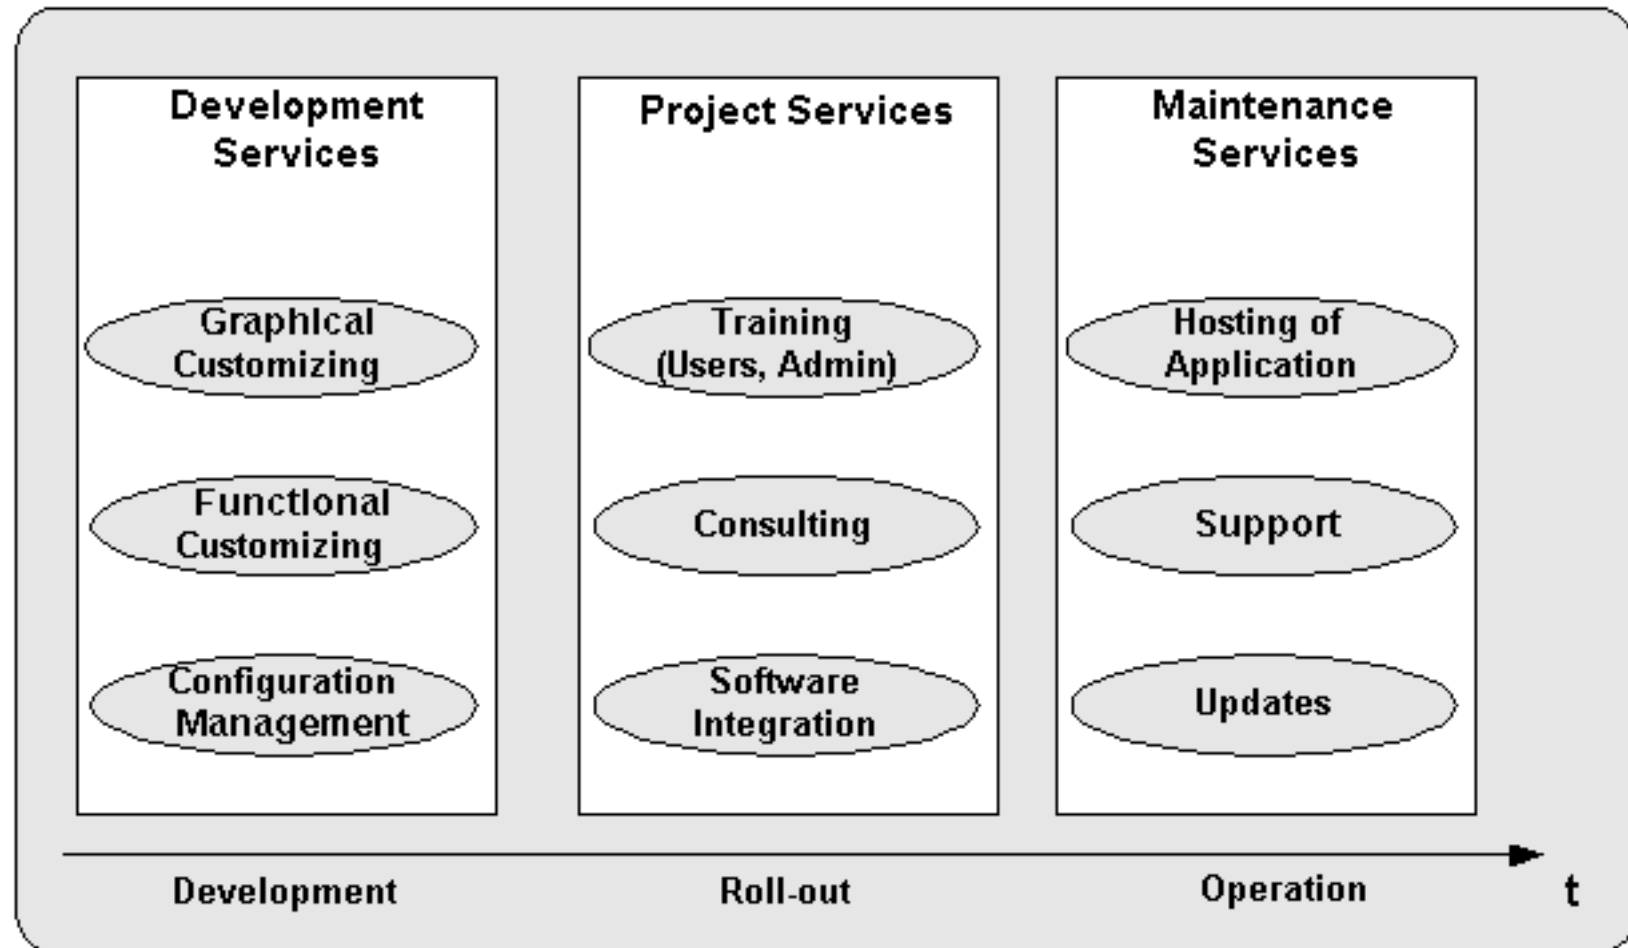 Development
Services
Graphical
Customizing
Functional
Customizing
Configuration
Management
Project Services
Training
(Users, Admin)
Consulting
Software
Integration
Maintenance
Services
Hosting of
Application
Support
Updates
Development
Roll-out
Operation
t